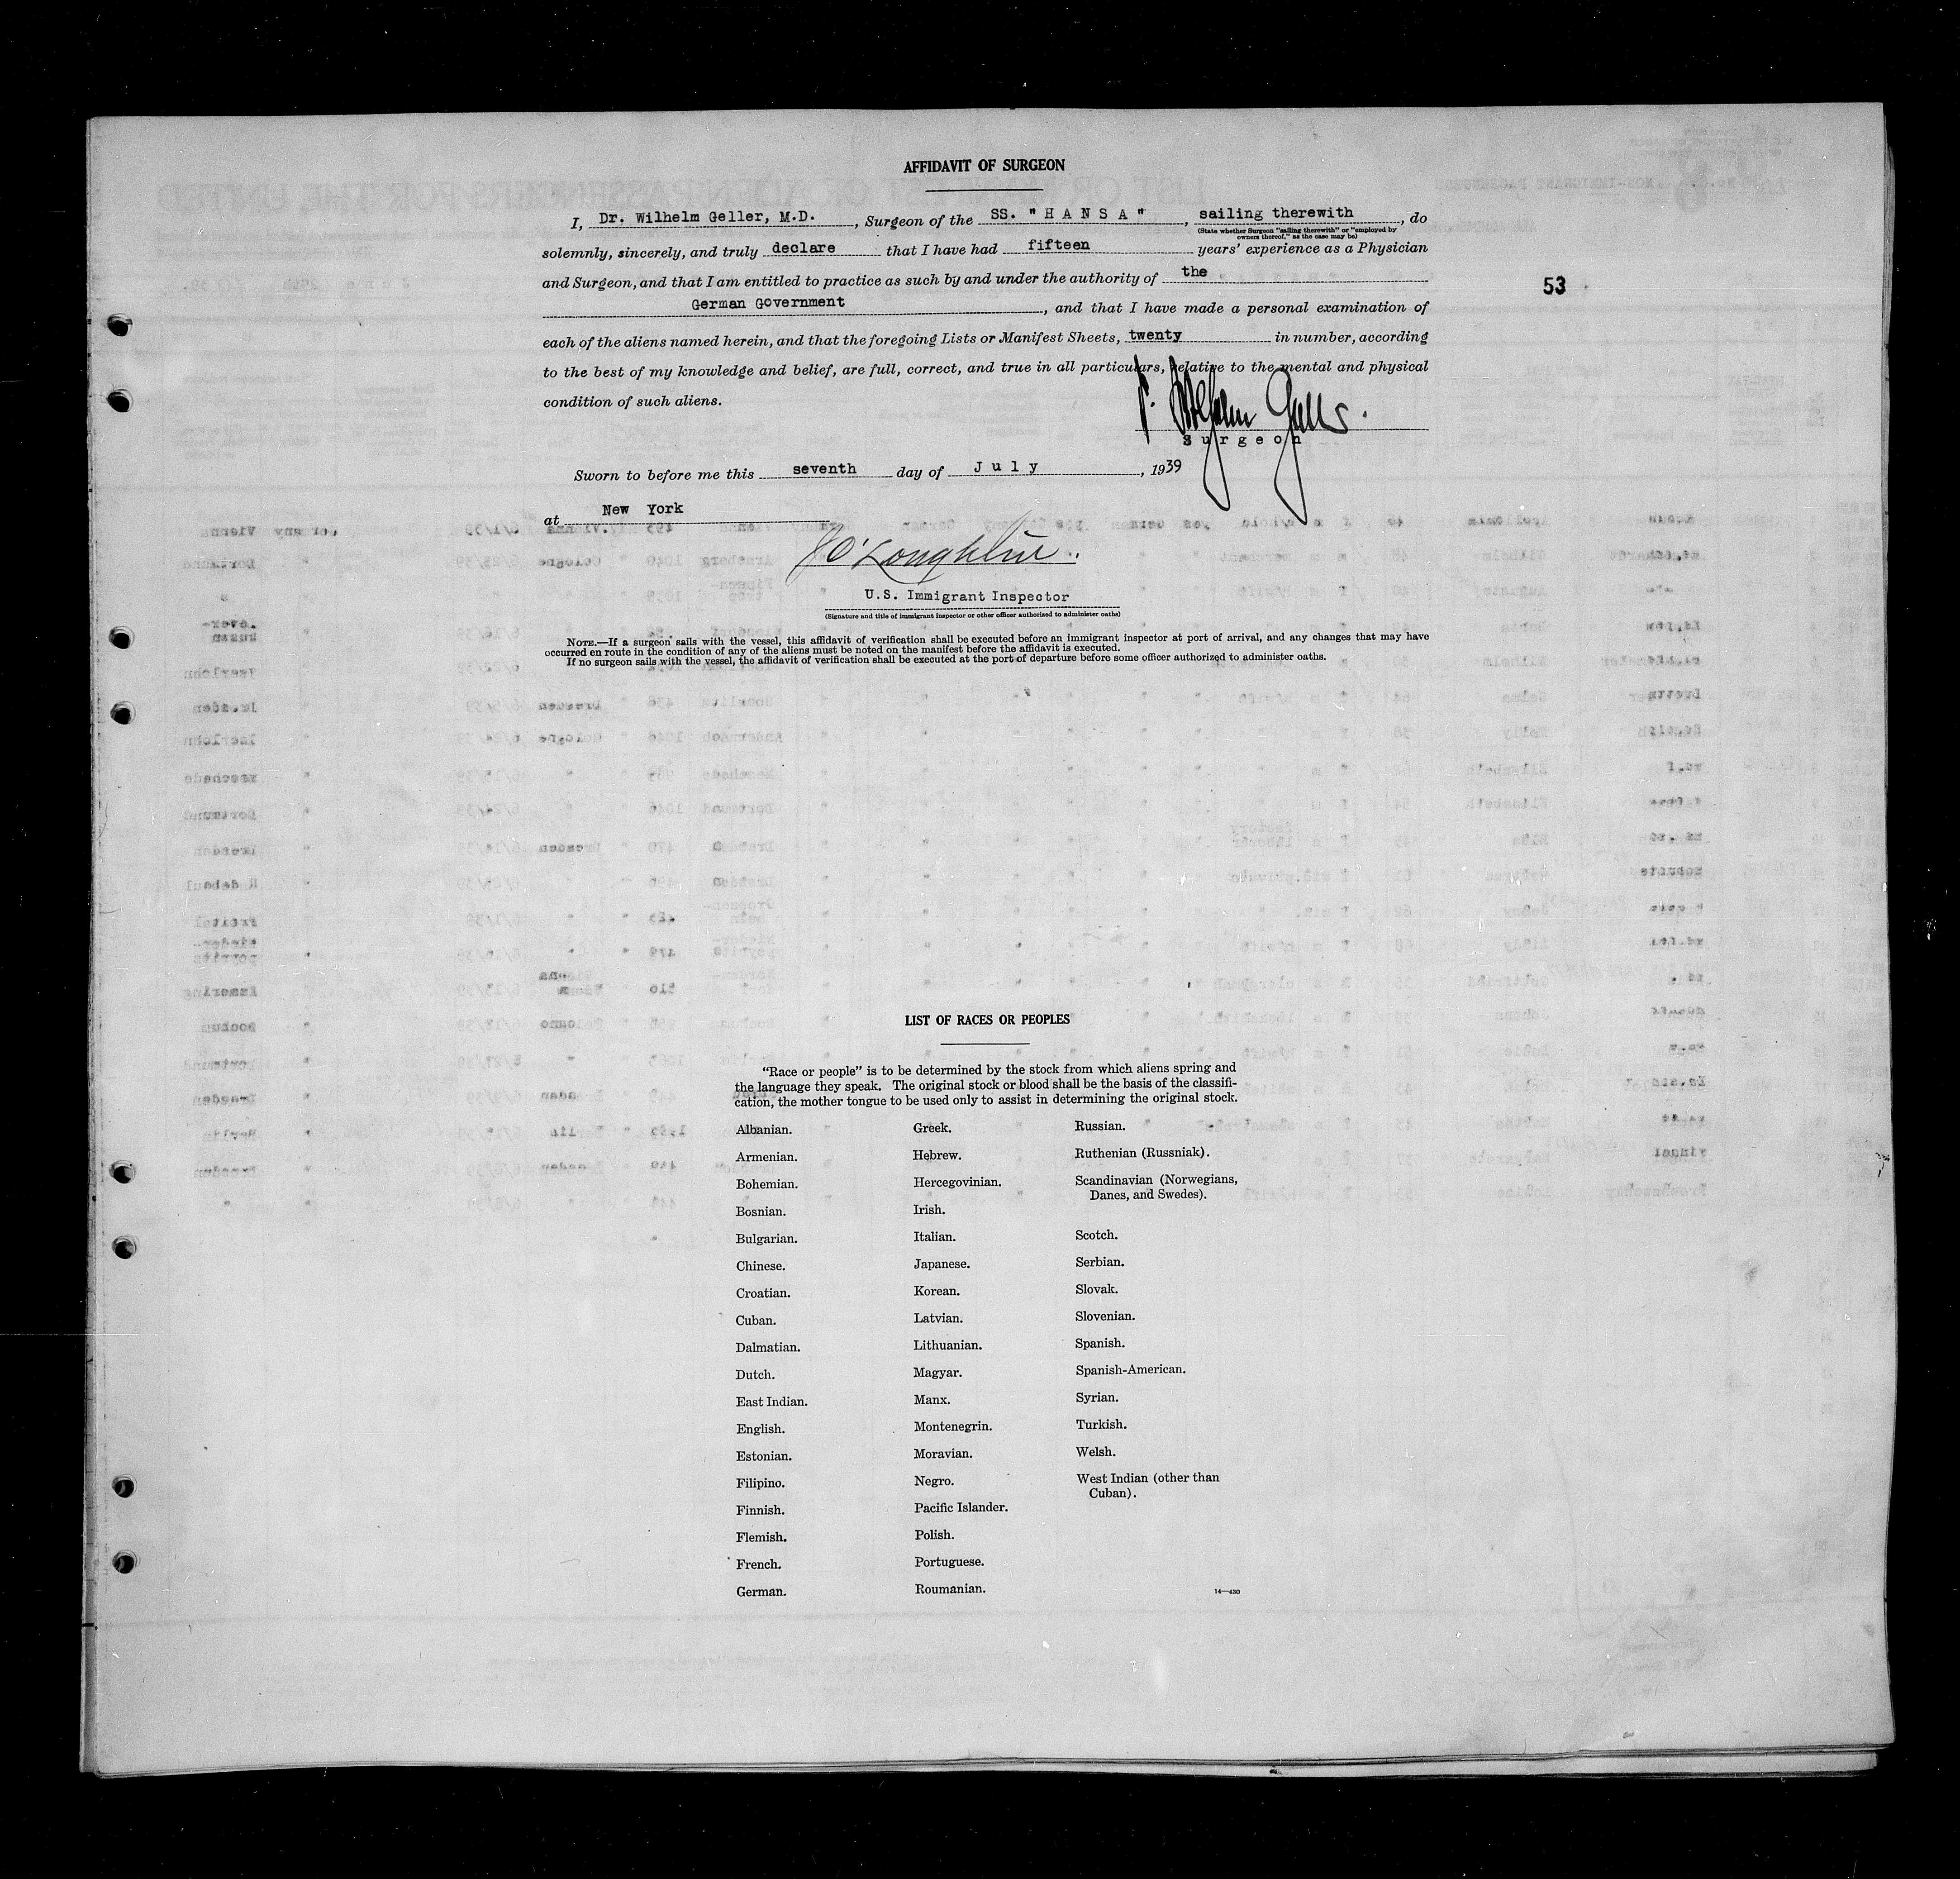 AFFIDAVIT OF SURGEON
I, Dr. Wilhelm Geller, M.D., Surgeon of the SS. "H A N S A", sailing therewith, do
(State whether Surgeon "sailing therewith" or "employed by
owners thereof," as the case may be)
solemnly, sincerely, and truly declare that I have had fifteen years' experience as a Physician
and Surgeon, and that I am entitled to practice as such by and under the authority of the
53
German Government, and that I have made a personal examination of
each of the aliens named herein, and that the foregoing Lists or Manifest Sheets, twenty in number, according
to the best of my knowledge and belief, are full, correct, and true in all particulars, relative to the mental and physical
condition of such aliens.
Wilhelm Geller.
S u r g e o n
Sworn to before me this seventh day of J u l y, 1939
at New York
O'Loughlin
U.S. Immigrant Inspector
(Signature and title of immigrant inspector or other officer authorized to administer oaths)
NOTE.—If a surgeon sails with the vessel, this affidavit of verification shall be executed before an immigrant inspector at port of arrival, and any changes that may have
occurred en route in the condition of any of the aliens must be noted on the manifest before the affidavit is executed.
If no surgeon sails with the vessel, the affidavit of verification shall be executed at the port of departure before some officer authorized to administer oaths.
LIST OF RACES OR PEOPLES
"Race or people" is to be determined by the stock from which aliens spring and
the language they speak. The original stock or blood shall be the basis of the classifi-
cation, the mother tongue to be used only to assist in determining the original stock.
Albanian.
Armenian.
Bohemian.
Bosnian.
Bulgarian.
Chinese.
Croatian.
Cuban.
Dalmatian.
Dutch.
East Indian.
English.
Estonian.
Filipino.
Finnish.
Flemish.
French.
German.
Greek.
Hebrew.
Hercegovinian.
Irish.
Italian.
Japanese.
Korean.
Latvian.
Lithuanian.
Magyar.
Manx.
Montenegrin.
Moravian.
Negro.
Pacific Islander.
Polish.
Portuguese.
Roumanian.
Russian.
Ruthenian (Russniak).
Scandinavian (Norwegians,
Danes, and Swedes).
Scotch.
Serbian.
Slovak.
Slovenian.
Spanish.
Spanish-American.
Syrian.
Turkish.
Welsh.
West Indian (other than
Cuban).
14—430